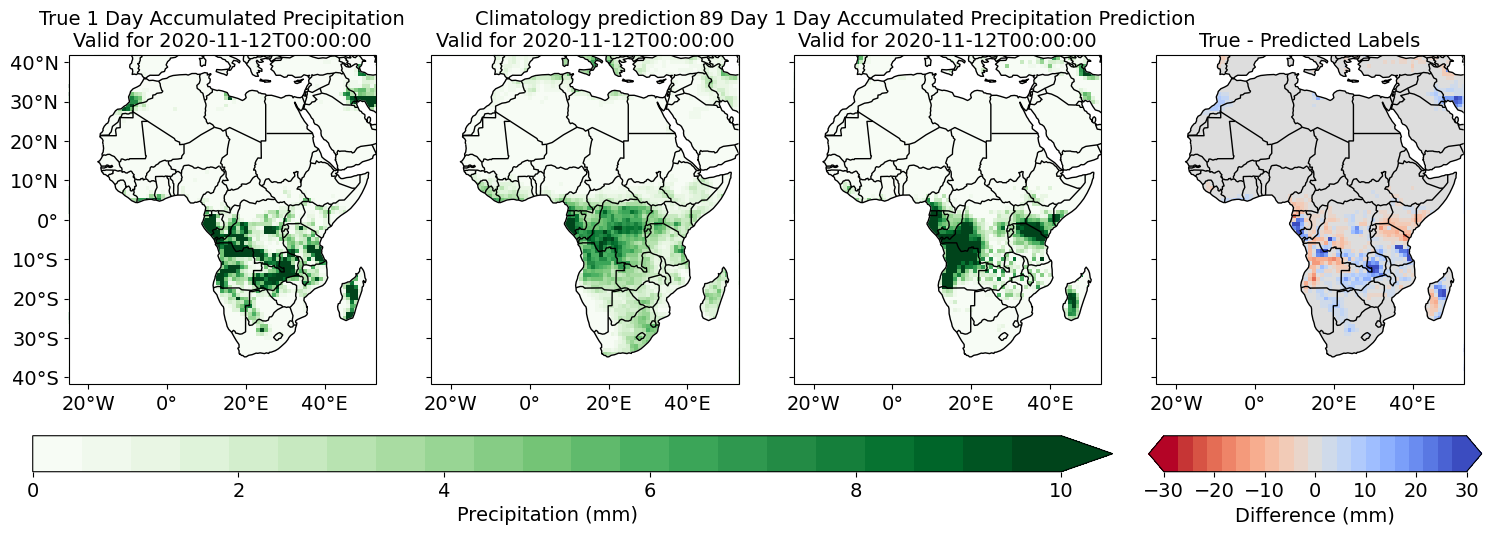 True 1 Day Accumulated Precipitation
Valid for 2020-11-12T00:00:00
Climatology prediction
Valid for 2020-11-12T00:00:00
89 Day 1 Day Accumulated Precipitation Prediction
Valid for 2020-11-12T00:00:00
True - Predicted Labels
40°N
30°N
20°N
10°N
0°
10°S
20°S
30°S
40°S
20°W 0° 20°E 40°E
20°W 0° 20°E 40°E
20°W 0° 20°E 40°E
20°W 0° 20°E 40°E
0 2 4 6 8 10
Precipitation (mm)
−30 −20 −10 0 10 20 30
Difference (mm)